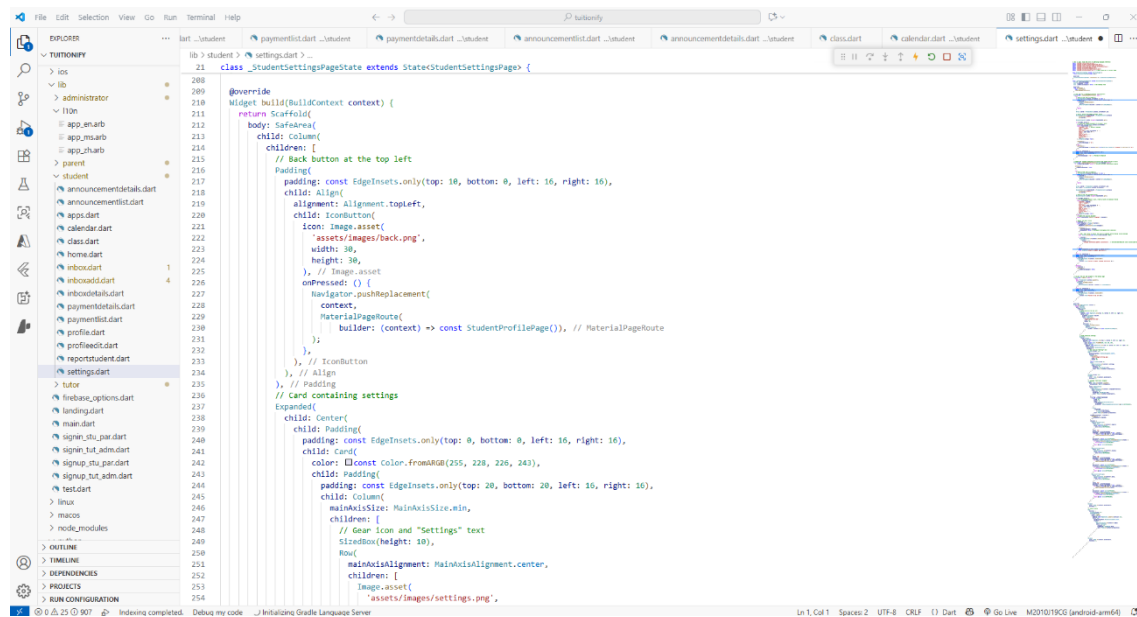 File Edit Selection View Go Run Terminal Help
tuitionify
EXPLORER
TUITIONIFY
ios
lib
administrator
l10n
app_en.arb
app_ms.arb
app_zh.arb
parent
student
announcementdetails.dart
announcementlist.dart
apps.dart
calendar.dart
class.dart
home.dart
inbox.dart 1
inboxadd.dart 4
inboxdetails.dart
paymentdetails.dart
paymentlist.dart
profile.dart
profileedit.dart
reportstudent.dart
settings.dart
tutor
firebase_options.dart
landing.dart
main.dart
signin_stu_par.dart
signin_tut_adm.dart
signup_stu_par.dart
signup_tut_adm.dart
test.dart
linux
macos
node_modules
OUTLINE
TIMELINE
DEPENDENCIES
PROJECTS
RUN CONFIGURATION
...\student paymentlist.dart ...\student paymentdetails.dart ...\student announcementlist.dart ...\student announcementdetails.dart ...\student class.dart calendar.dart ...\student settings.dart ...\student
lib > student > settings.dart > ...
21 class _StudentSettingsPageState extends State<StudentSettingsPage> {
208
209 @override
210 Widget build(BuildContext context) {
211 return Scaffold(
212 body: SafeArea(
213 child: Column(
214 children: [
215 // Back button at the top left
216 Padding(
217 padding: const EdgeInsets.only(top: 10, bottom: 0, left: 16, right: 16),
218 child: Align(
219 alignment: Alignment.topLeft,
220 child: IconButton(
221 icon: Image.asset(
222 'assets/images/back.png',
223 width: 30,
224 height: 30,
225 ), // Image.asset
226 onPressed: () {
227 Navigator.pushReplacement(
228 context,
229 MaterialPageRoute(
230 builder: (context) => const StudentProfilePage()), // MaterialPageRoute
231 );
232 },
233 ), // IconButton
234 ), // Align
235 ), // Padding
236 // Card containing settings
237 Expanded(
238 child: Center(
239 child: Padding(
240 padding: const EdgeInsets.only(top: 0, bottom: 0, left: 16, right: 16),
241 child: Card(
242 color: const Color.fromARGB(255, 228, 226, 243),
243 child: Padding(
244 padding: const EdgeInsets.only(top: 20, bottom: 20, left: 16, right: 16),
245 child: Column(
246 mainAxisSize: MainAxisSize.min,
247 children: [
248 // Gear icon and "Settings" text
249 SizedBox(height: 10),
250 Row(
251 mainAxisAlignment: MainAxisAlignment.center,
252 children: [
253 Image.asset(
254 'assets/images/settings.png',
0 25 907 Indexing completed. Debug my code Initializing Gradle Language Server Ln 1, Col 1 Spaces: 2 UTF-8 CRLF {} Dart Go Live M2010J19CG (android-arm64)